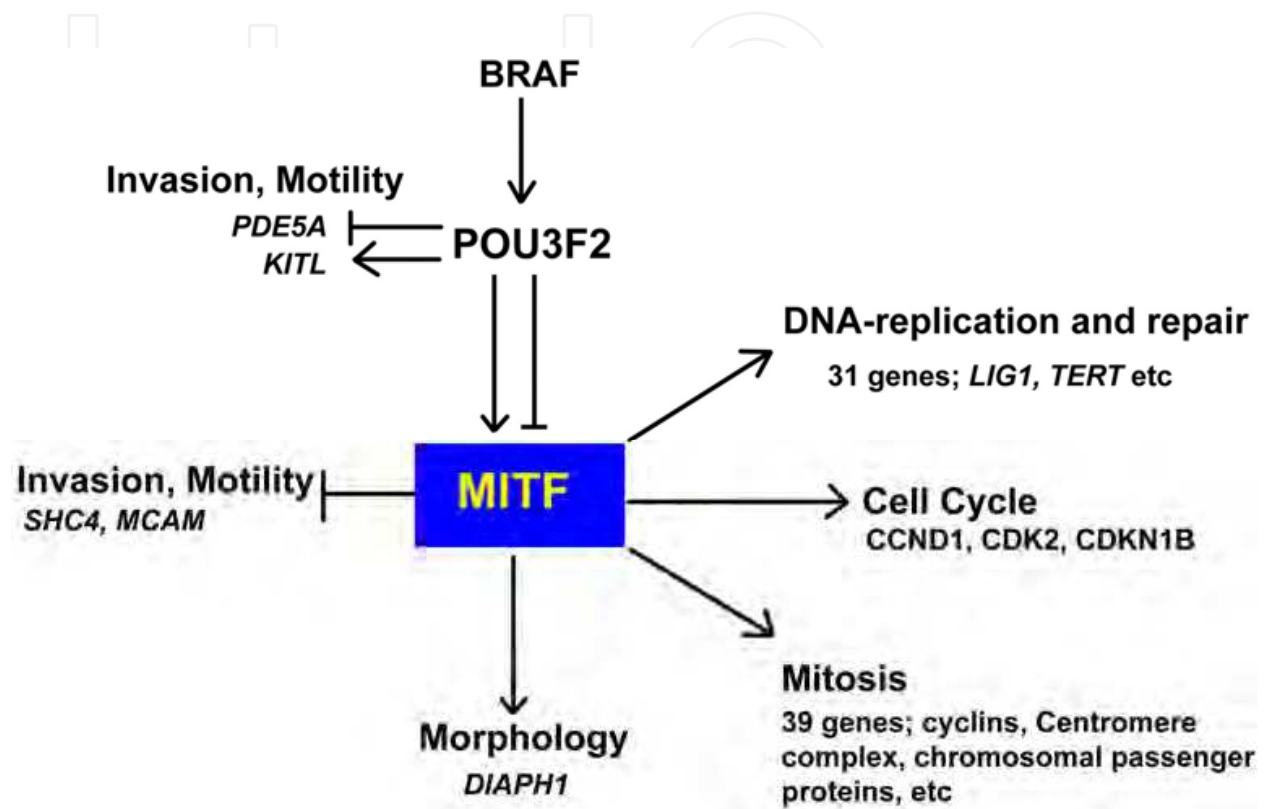 BRAF
Invasion, Motility
PDE5A
KITL
POU3F2
DNA-replication and repair
31 genes; LIG1, TERT etc
Invasion, Motility
SHC4, MCAM
MITF
Cell Cycle
CCND1, CDK2, CDKN1B
Morphology
DIAPH1
Mitosis
39 genes; cyclins, Centromere
complex, chromosomal passenger
proteins, etc